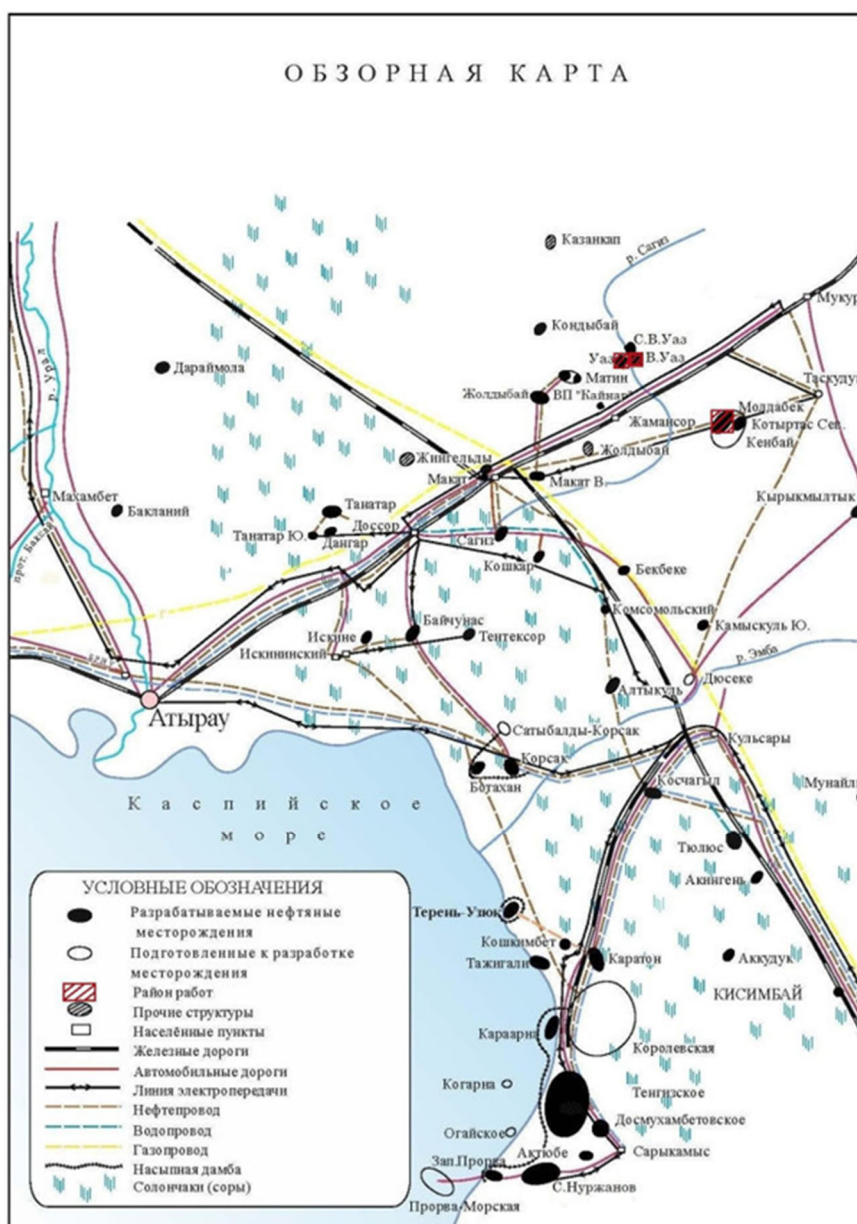 ОБЗОРНАЯ КАРТА
Казанкап
р. Сагиз
Мукур
Кондыбай
С.В.Уаз
Уаз
В.Уаз
р. Урал
Дараймола
Матин
Жолдыбай
ВП "Кайнар"
Таскудук
Молдабек
Жамансор
Котыртас Сев.
Кенбай
Жингельды
Жолдыбай
Макат
Макат В.
Махамбет
Бакланий
Танатар
Кырыкмылтык
Танатар Ю.
Доссор
Дангар
Сагиз
прот. Баксай
Кошкар
Бекбеке
Комсомольский
Байчунас
Искине
Тентексор
Камыскуль Ю.
Искининский
р. Эмба
Дюсеке
Алтыкуль
Атырау
Сатыбалды-Корсак
Кульсары
Корсак
Ботахан
Косчагыл
Каспийское
море
Тюлюс
Акингень
УСЛОВНЫЕ ОБОЗНАЧЕНИЯ
Разрабатываемые нефтяные
месторождения
Подготовленные к разработке
месторождения
Район работ
Прочие структуры
Населённые пункты
Железные дороги
Автомобильные дороги
Линия электропередачи
Нефтепровод
Водопровод
Газопровод
Насыпная дамба
Солончаки (соры)
Терень-Узюк
Кошкимбет
Тажигали
Каратон
Аккудук
КИСИМБАЙ
Караарна
Королевская
Когарна
Тенгизское
Огайское
Досмухамбетовское
Актюбе
Сарыкамыс
Зап.Прорва
С.Нуржанов
Прорва-Морская